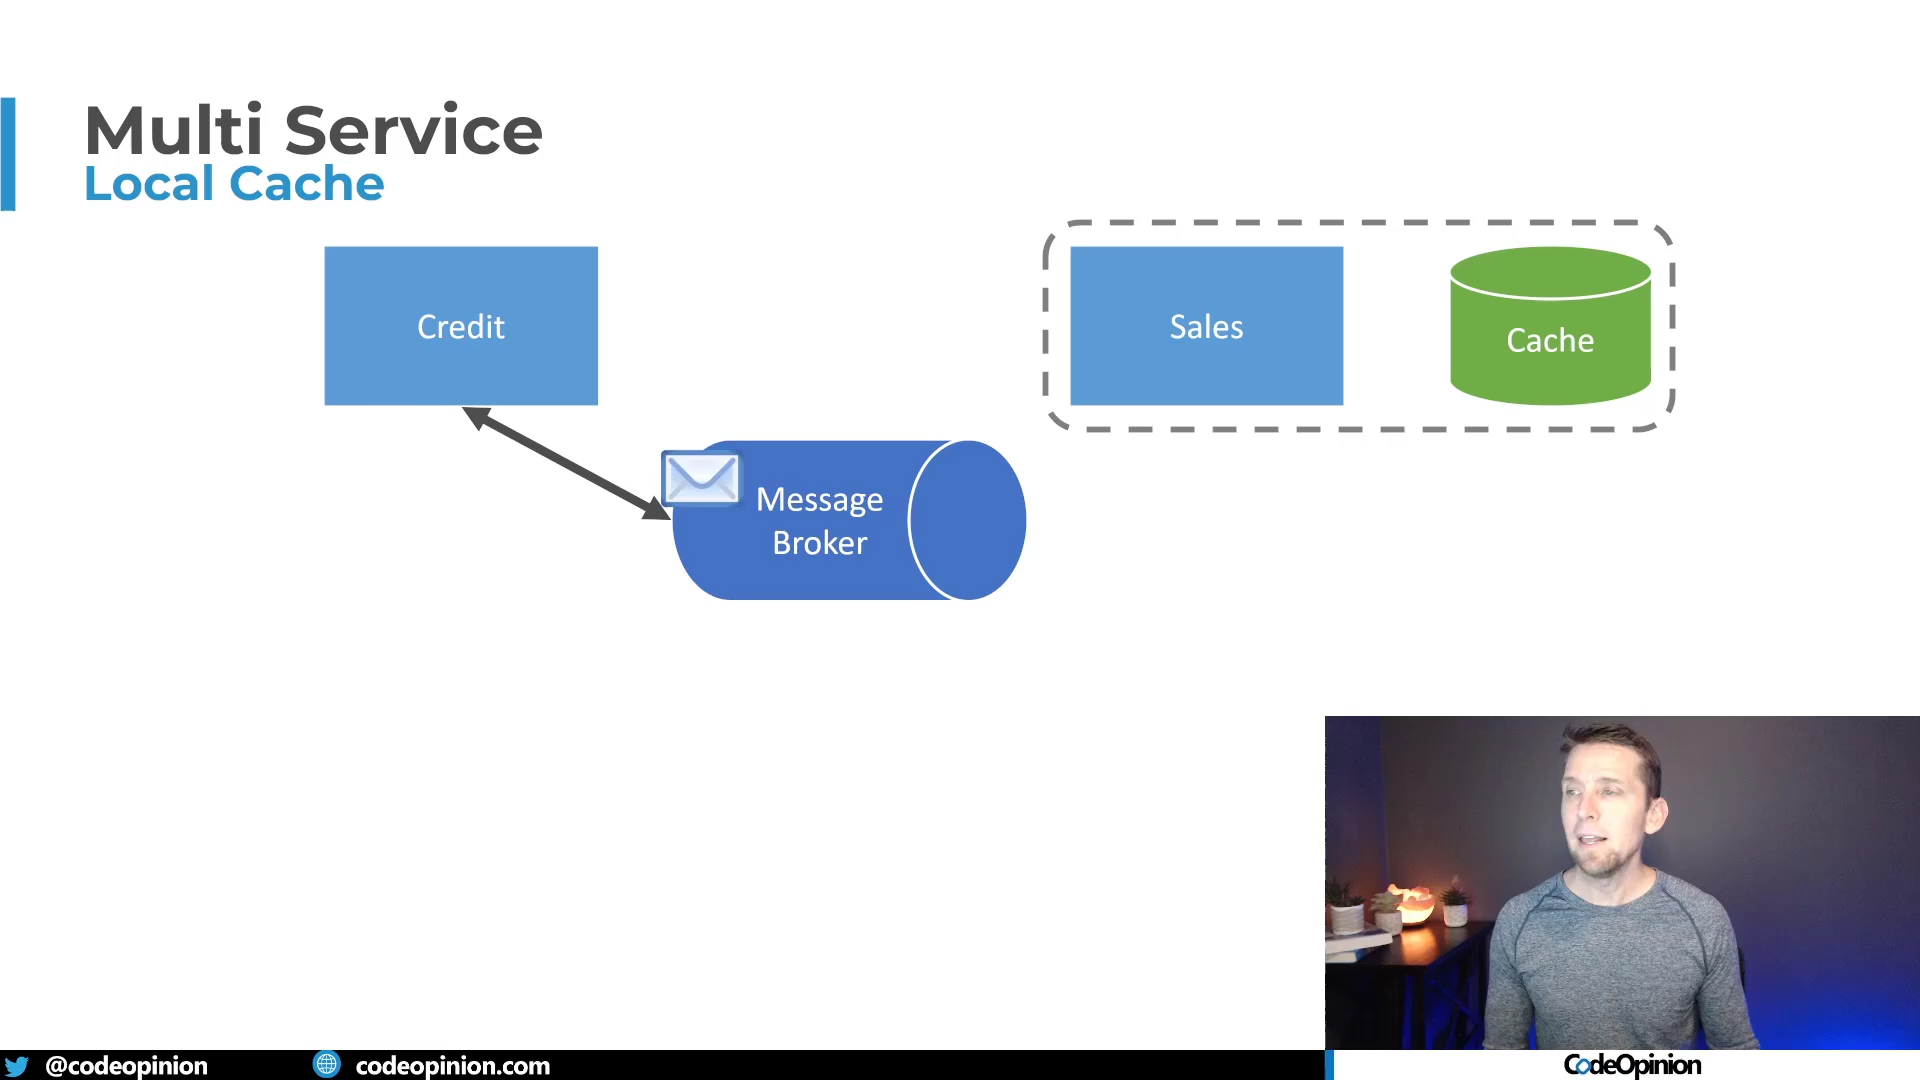 Multi Service
Local Cache
Credit
Sales
Cache
Message
Broker
@codeopinion
codeopinion.com
CodeOpinion